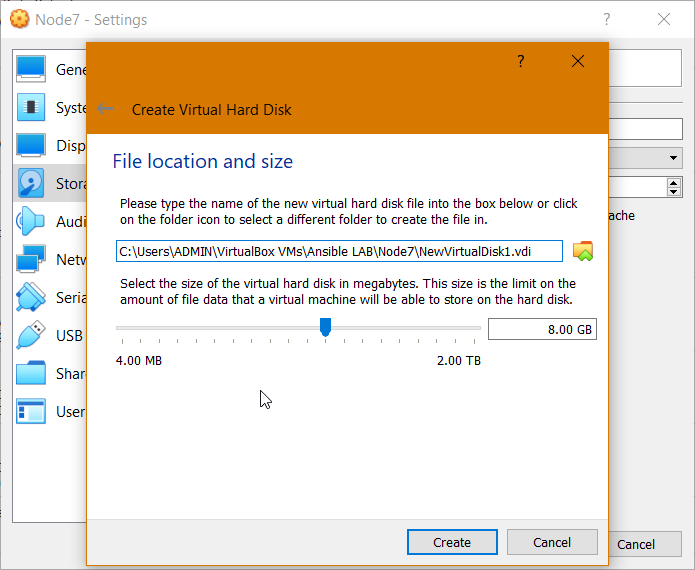 Node7 - Settings
?
Gene
Syste
Disp
Stora
Audi
Netw
Seria
USB
Shar
User
?
Create Virtual Hard Disk
File location and size
Please type the name of the new virtual hard disk file into the box below or click
on the folder icon to select a different folder to create the file in.
C:\Users\ADMIN\VirtualBox VMs\Ansible LAB\Node7\NewVirtualDisk1.vdi
Select the size of the virtual hard disk in megabytes. This size is the limit on the
amount of file data that a virtual machine will be able to store on the hard disk.
8.00 GB
4.00 MB 2.00 TB
Create Cancel
ache
Cancel